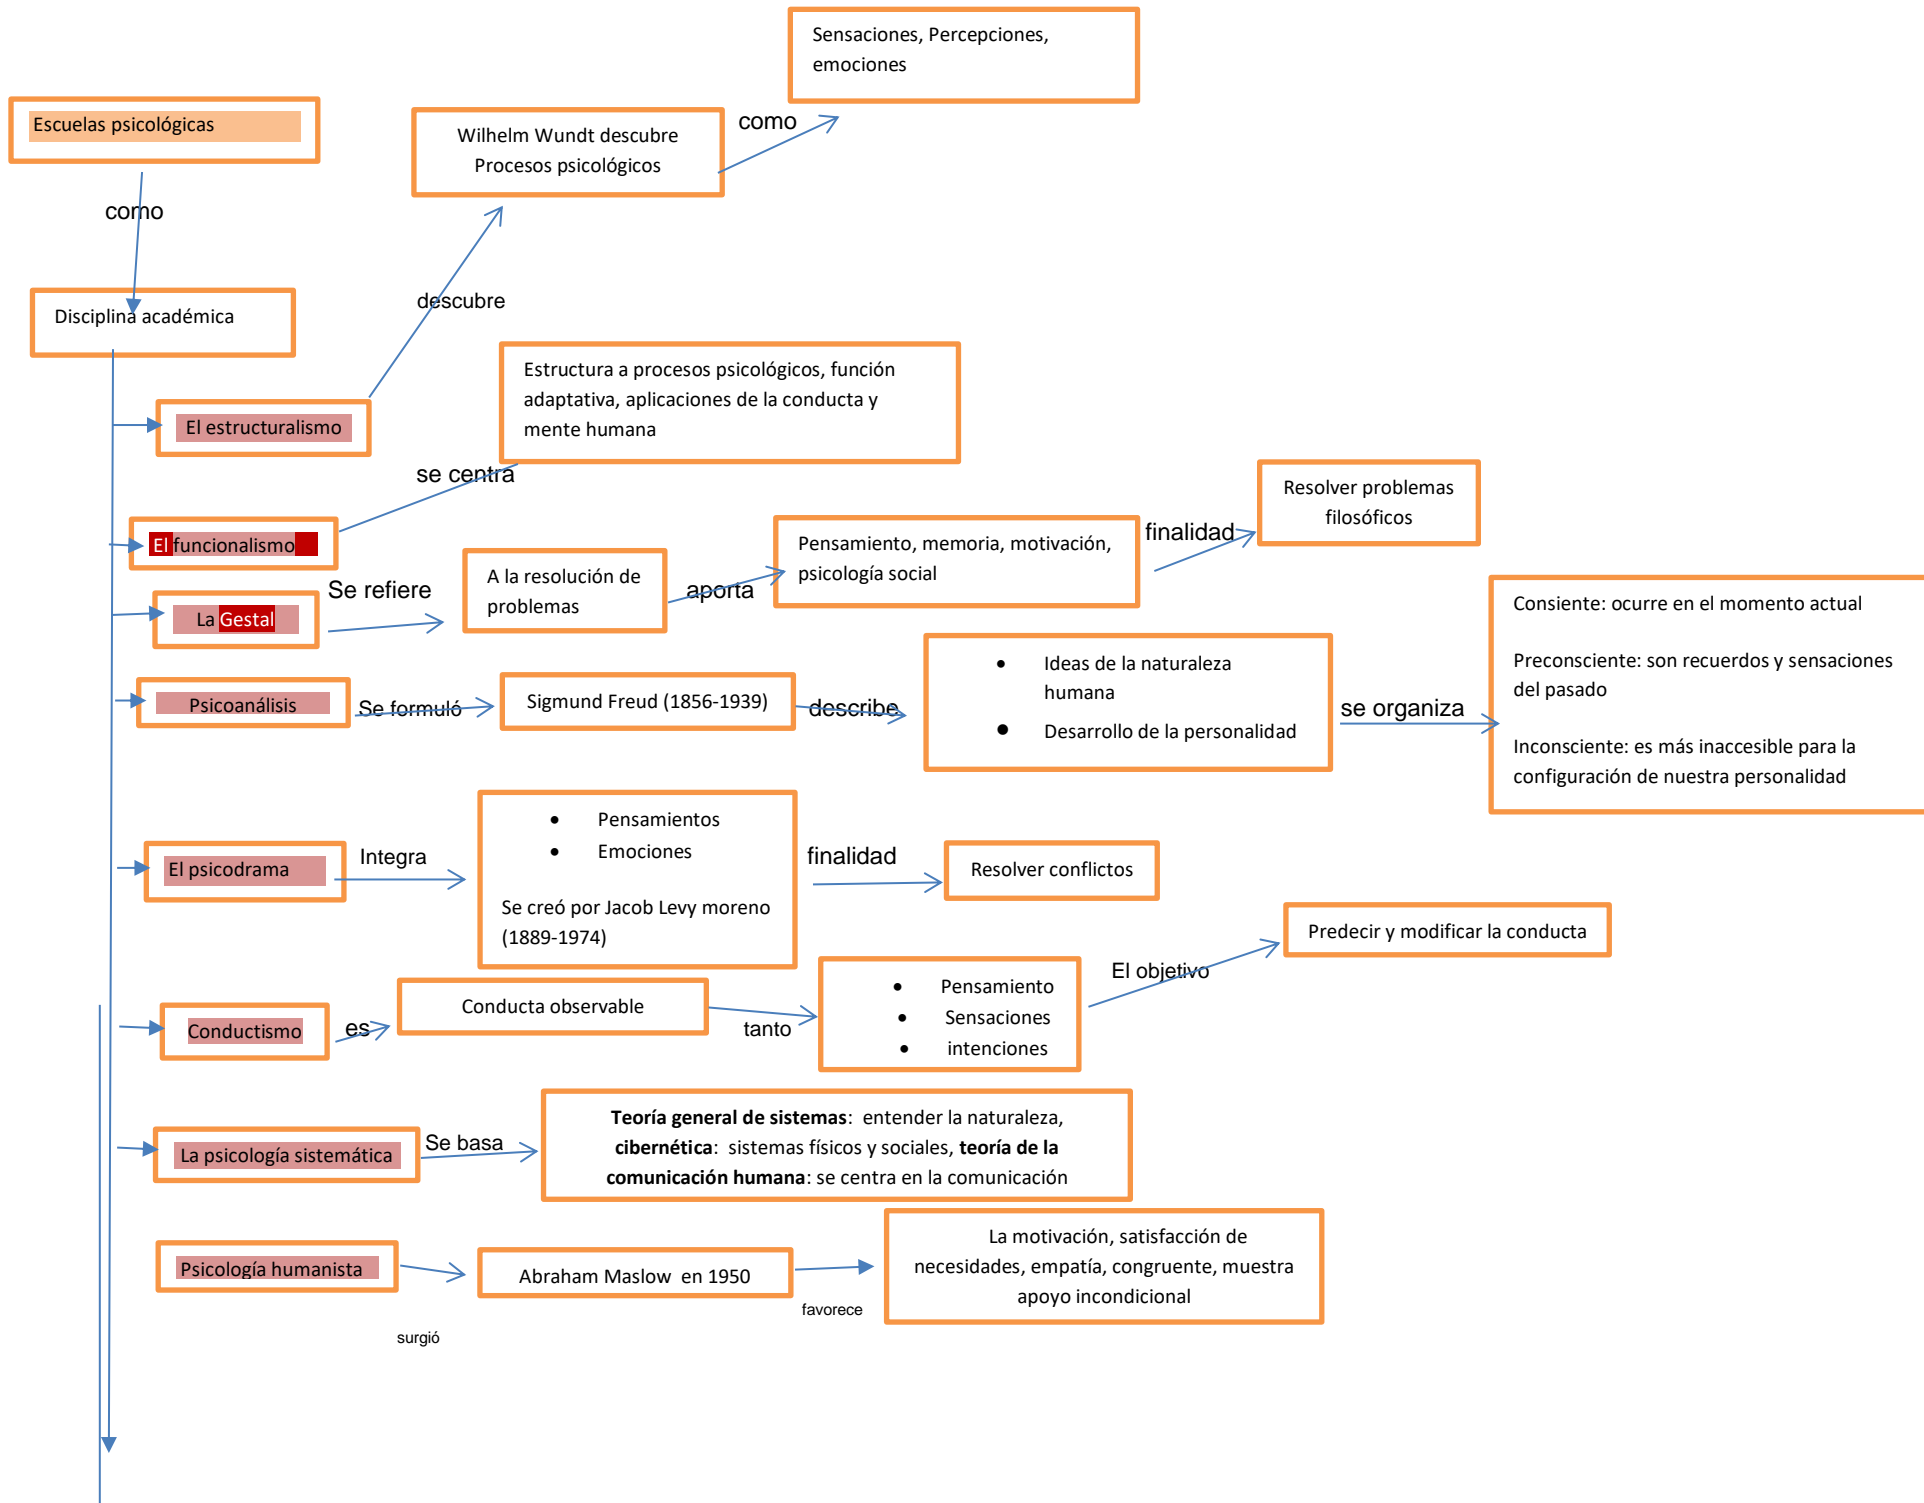 Sensaciones, Percepciones,
emociones
Escuelas psicológicas
Wilhelm Wundt descubre
Procesos psicológicos
como
como
descubre
Disciplina académica
Estructura a procesos psicológicos, función
adaptativa, aplicaciones de la conducta y
mente humana
El estructuralismo
se centra
El funcionalismo
Resolver problemas
filosóficos
finalidad
Pensamiento, memoria, motivación,
psicología social
aporta
A la resolución de
problemas
Se refiere
La Gestal
Consiente: ocurre en el momento actual
Preconsciente: son recuerdos y sensaciones
del pasado
Inconsciente: es más inaccesible para la
configuración de nuestra personalidad
se organiza
• Ideas de la naturaleza
humana
• Desarrollo de la personalidad
describe
Sigmund Freud (1856-1939)
Se formuló
Psicoanálisis
El psicodrama
Integra
• Pensamientos
• Emociones
Se creó por Jacob Levy moreno
(1889-1974)
finalidad
Resolver conflictos
Predecir y modificar la conducta
El objetivo
• Pensamiento
• Sensaciones
• intenciones
tanto
Conducta observable
es
Conductismo
La psicología sistemática
Se basa
Teoría general de sistemas: entender la naturaleza,
cibernética: sistemas físicos y sociales, teoría de la
comunicación humana: se centra en la comunicación
Psicología humanista
surgió
Abraham Maslow en 1950
favorece
La motivación, satisfacción de
necesidades, empatía, congruente, muestra
apoyo incondicional